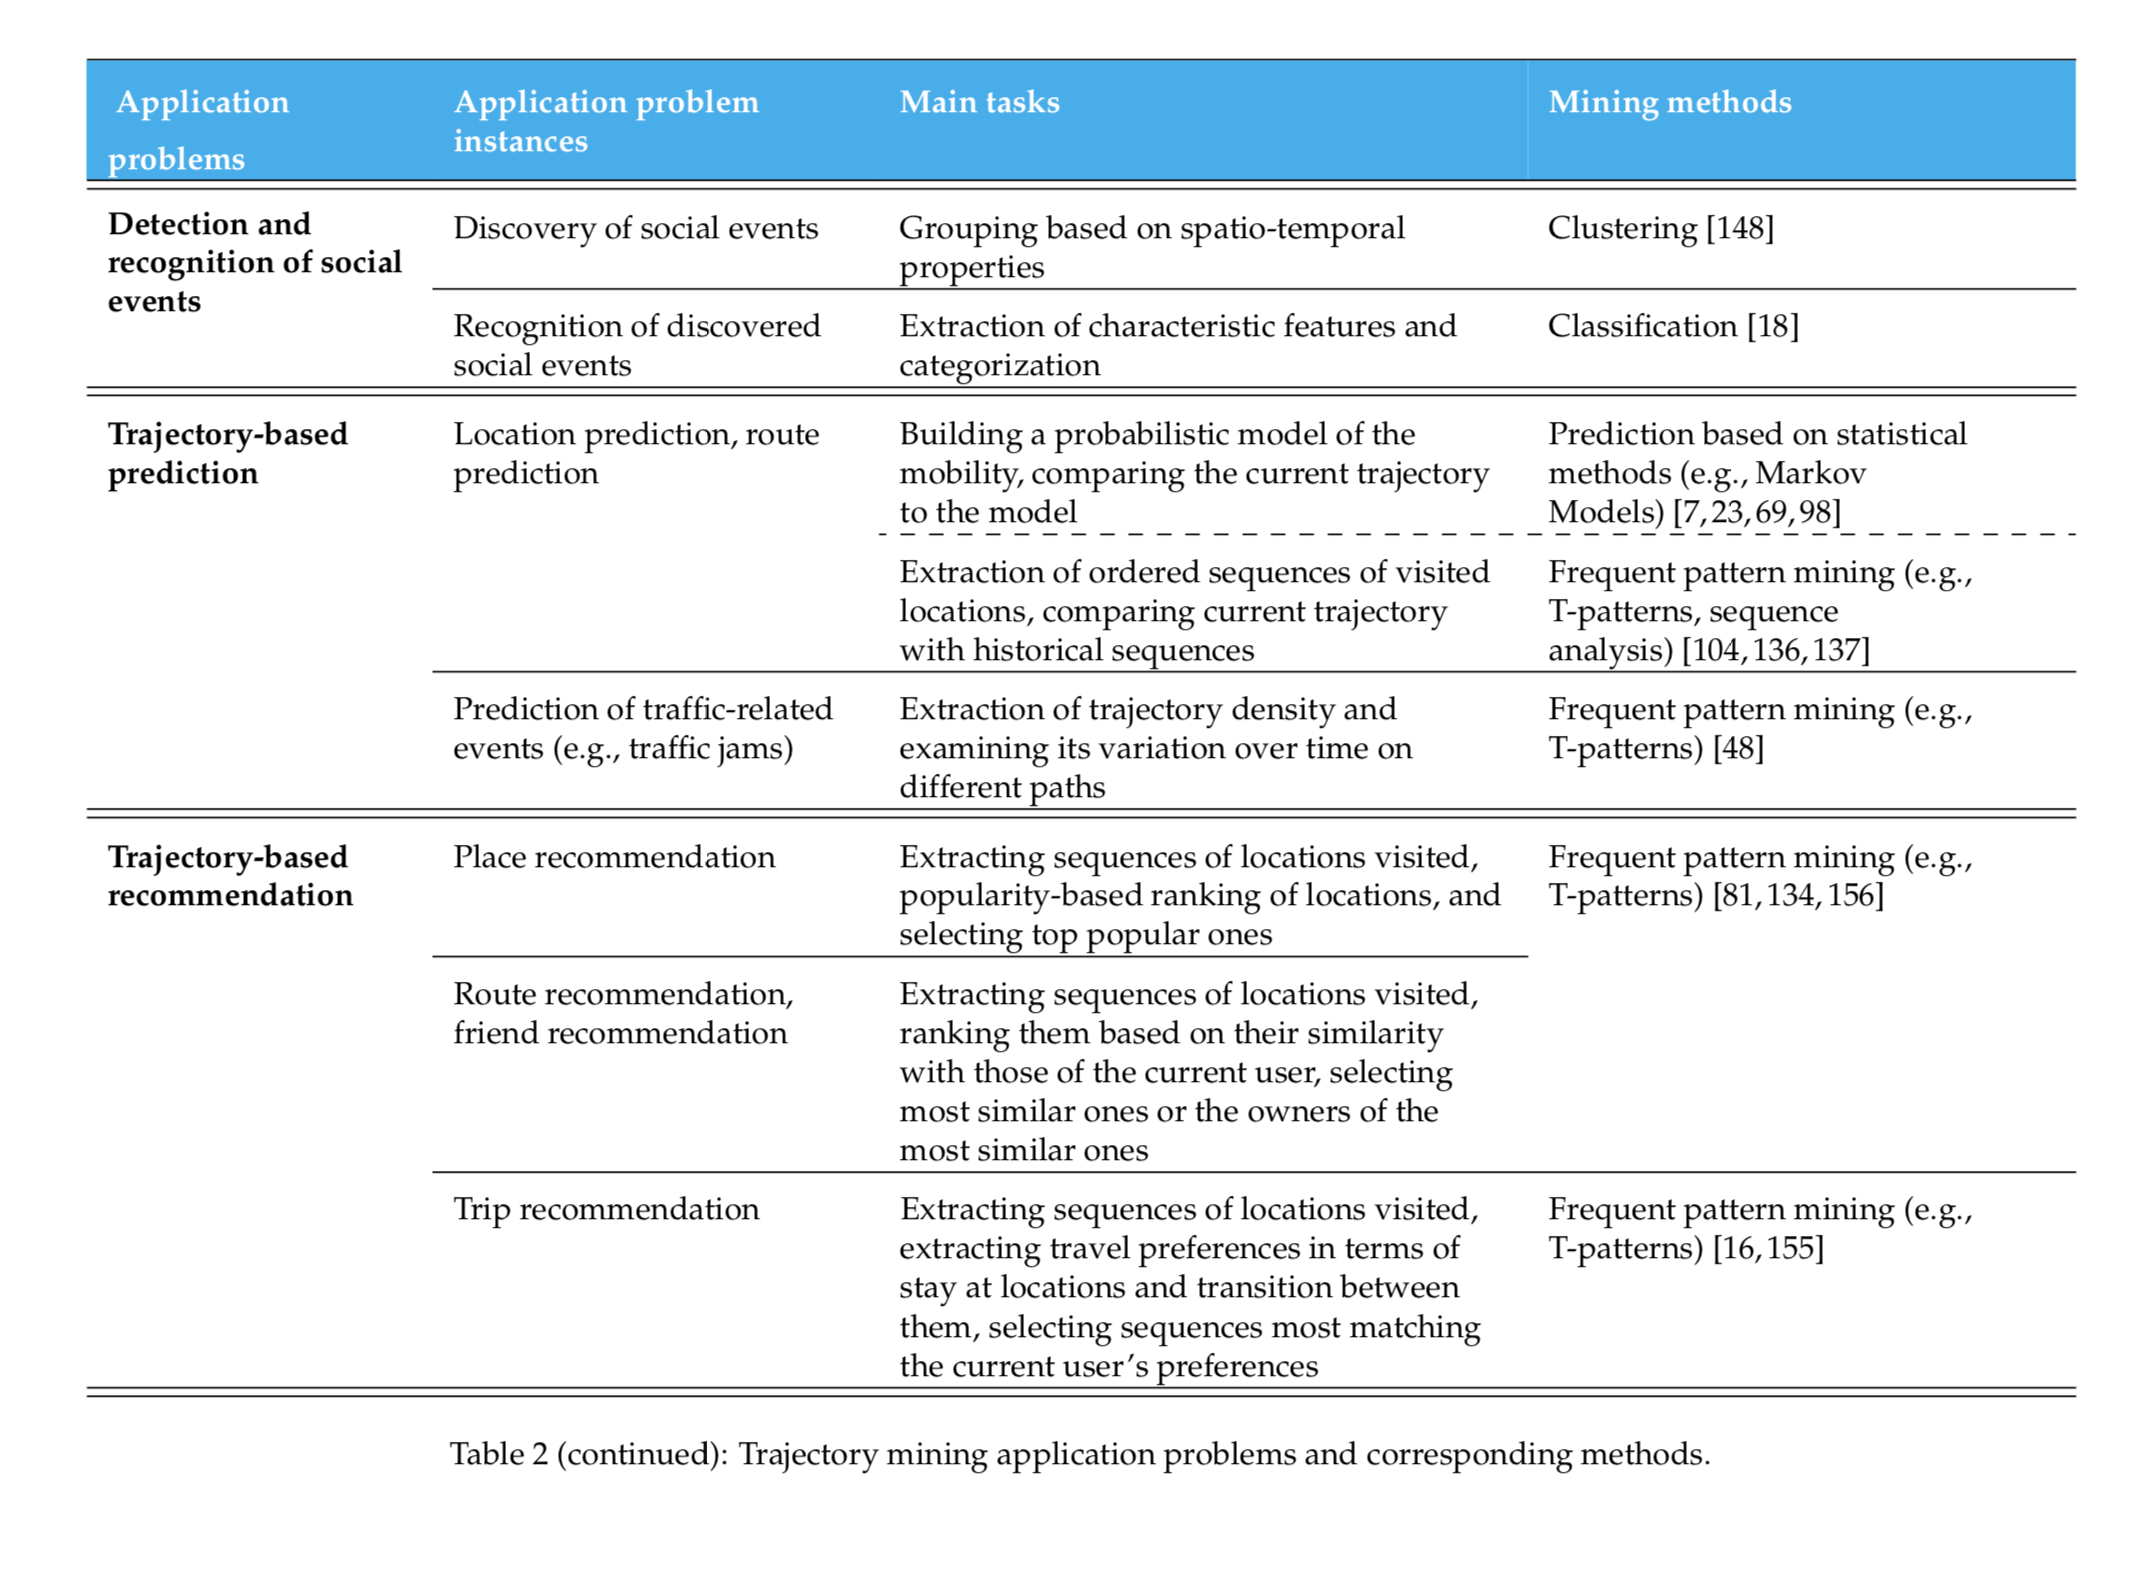 Application
problems
Application problem
instances
Main tasks
Mining methods
Detection and
recognition of social
events
Discovery of social events
Grouping based on spatio-temporal
properties
Clustering [148]
Recognition of discovered
social events
Extraction of characteristic features and
categorization
Classification [18]
Trajectory-based
prediction
Location prediction, route
prediction
Building a probabilistic model of the
mobility, comparing the current trajectory
to the model
Prediction based on statistical
methods (e.g., Markov
Models) [7, 23, 69, 98]
Extraction of ordered sequences of visited
locations, comparing current trajectory
with historical sequences
Frequent pattern mining (e.g.,
T-patterns, sequence
analysis) [104, 136, 137]
Prediction of traffic-related
events (e.g., traffic jams)
Extraction of trajectory density and
examining its variation over time on
different paths
Frequent pattern mining (e.g.,
T-patterns) [48]
Trajectory-based
recommendation
Place recommendation
Extracting sequences of locations visited,
popularity-based ranking of locations, and
selecting top popular ones
Frequent pattern mining (e.g.,
T-patterns) [81, 134, 156]
Route recommendation,
friend recommendation
Extracting sequences of locations visited,
ranking them based on their similarity
with those of the current user, selecting
most similar ones or the owners of the
most similar ones
Trip recommendation
Extracting sequences of locations visited,
extracting travel preferences in terms of
stay at locations and transition between
them, selecting sequences most matching
the current user's preferences
Frequent pattern mining (e.g.,
T-patterns) [16, 155]
Table 2 (continued): Trajectory mining application problems and corresponding methods.